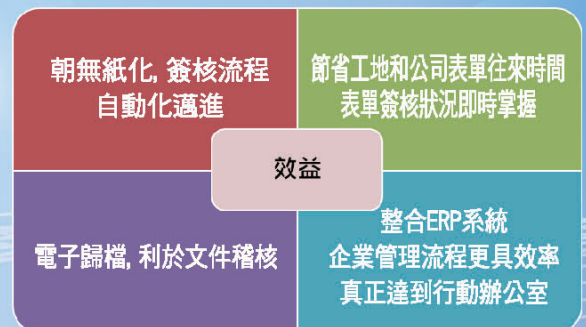 朝無紙化, 簽核流程
自動化邁進
節省工地和公司表單往來時間
表單簽核狀況即時掌握
效益
電子歸檔, 利於文件稽核
整合ERP系統
企業管理流程更具效率
真正達到行動辦公室